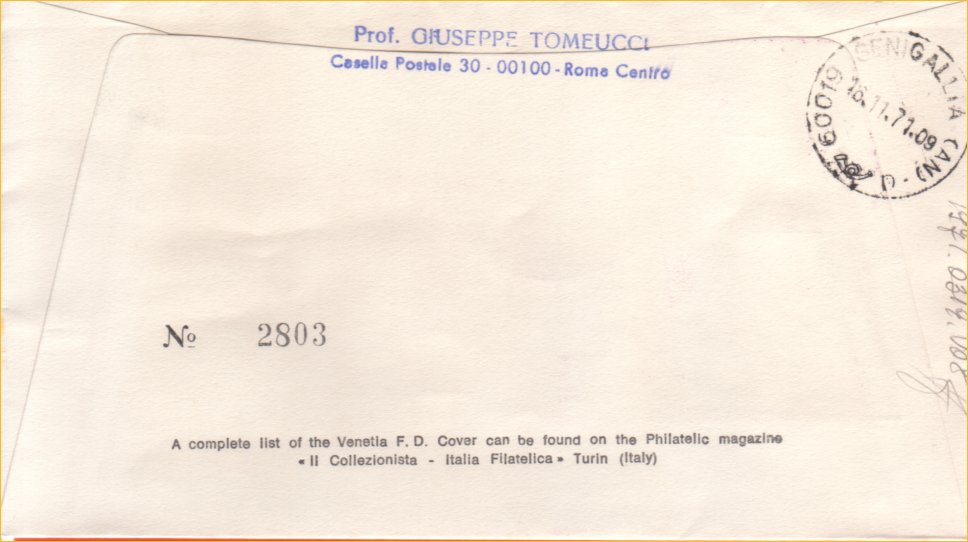 Prof. GIUSEPPE TOMEUCCI
Casella Postale 30 - 00100 - Roma Centro
60019 SENIGALLIA (AN)
16.11.71.09
No 2803
A complete list of the Venetia F. D. Cover can be found on the Philatelic magazine
« Il Collezionista - Italia Filatelica » Turin (Italy)